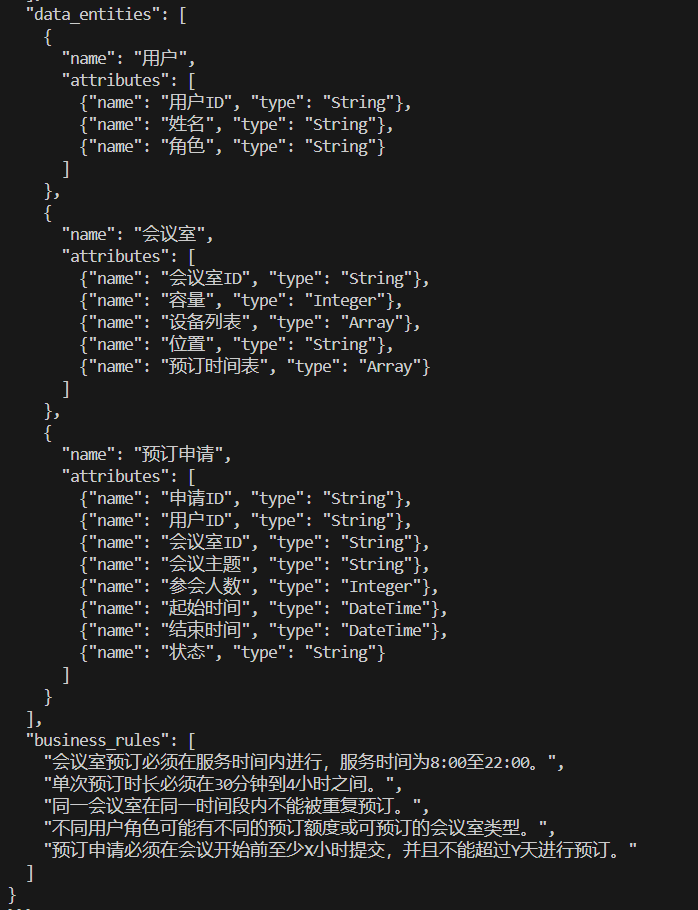 "data_entities": [
{
"name": "用户",
"attributes": [
{"name": "用户ID", "type": "String"},
{"name": "姓名", "type": "String"},
{"name": "角色", "type": "String"}
]
},
{
"name": "会议室",
"attributes": [
{"name": "会议室ID", "type": "String"},
{"name": "容量", "type": "Integer"},
{"name": "设备列表", "type": "Array"},
{"name": "位置", "type": "String"},
{"name": "预订时间表", "type": "Array"}
]
},
{
"name": "预订申请",
"attributes": [
{"name": "申请ID", "type": "String"},
{"name": "用户ID", "type": "String"},
{"name": "会议室ID", "type": "String"},
{"name": "会议主题", "type": "String"},
{"name": "参会人数", "type": "Integer"},
{"name": "起始时间", "type": "DateTime"},
{"name": "结束时间", "type": "DateTime"},
{"name": "状态", "type": "String"}
]
}
],
"business_rules": [
"会议室预订必须在服务时间内进行，服务时间为8:00至22:00。",
"单次预订时长必须在30分钟到4小时之间。",
"同一会议室在同一时间段内不能被重复预订。",
"不同用户角色可能有不同的预订额度或可预订的会议室类型。",
"预订申请必须在会议开始前至少X小时提交，并且不能超过Y天进行预订。"
]
}